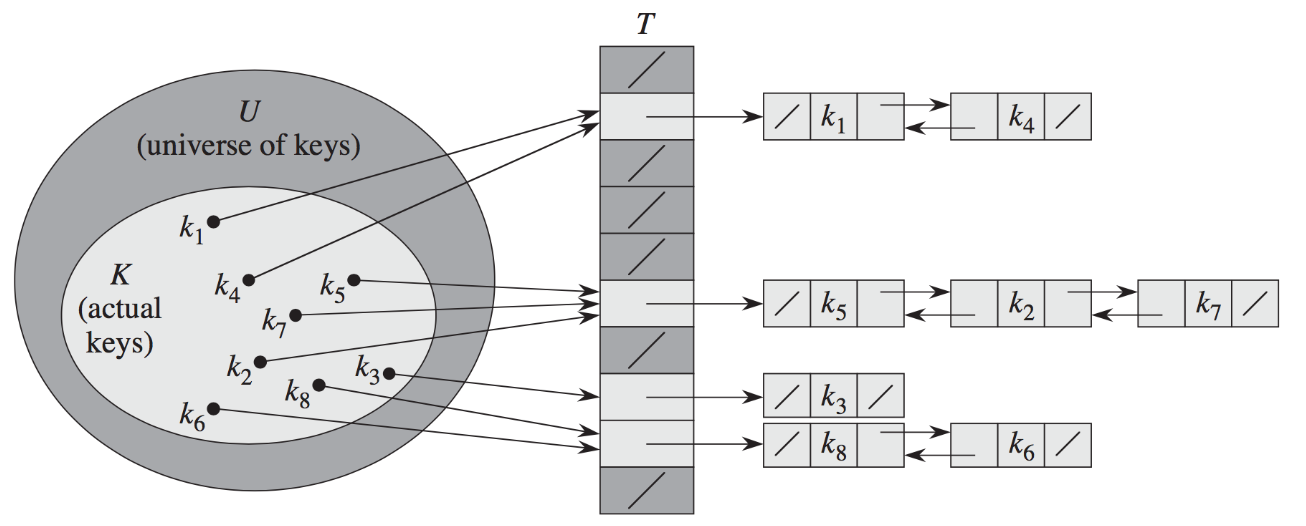 T
U
(universe of keys)
K
(actual
keys)
k1
k4
k5
k7
k2
k3
k8
k6
k1
k4
k5
k2
k7
k3
k8
k6